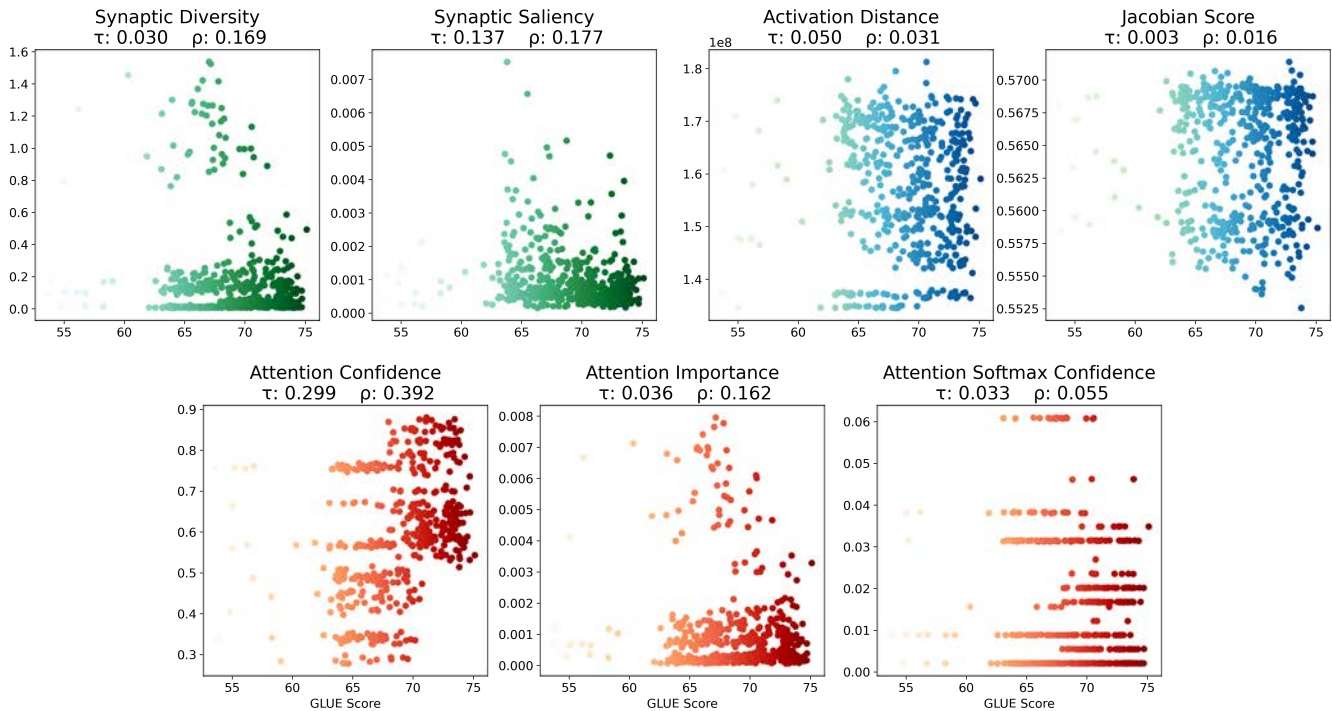 Synaptic Diversity
τ: 0.030 ρ: 0.169
1.6
1.4
1.2
1.0
0.8
0.6
0.4
0.2
0.0
55 60 65 70 75
Synaptic Saliency
τ: 0.137 ρ: 0.177
0.007
0.006
0.005
0.004
0.003
0.002
0.001
0.000
55 60 65 70 75
Activation Distance
τ: 0.050 ρ: 0.031
1e8
1.8
1.7
1.6
1.5
1.4
55 60 65 70 75
Jacobian Score
τ: 0.003 ρ: 0.016
0.5700
0.5675
0.5650
0.5625
0.5600
0.5575
0.5550
0.5525
55 60 65 70 75
Attention Confidence
τ: 0.299 ρ: 0.392
0.9
0.8
0.7
0.6
0.5
0.4
0.3
55 60 65 70 75
GLUE Score
Attention Importance
τ: 0.036 ρ: 0.162
0.008
0.007
0.006
0.005
0.004
0.003
0.002
0.001
0.000
55 60 65 70 75
GLUE Score
Attention Softmax Confidence
τ: 0.033 ρ: 0.055
0.06
0.05
0.04
0.03
0.02
0.01
0.00
55 60 65 70 75
GLUE Score